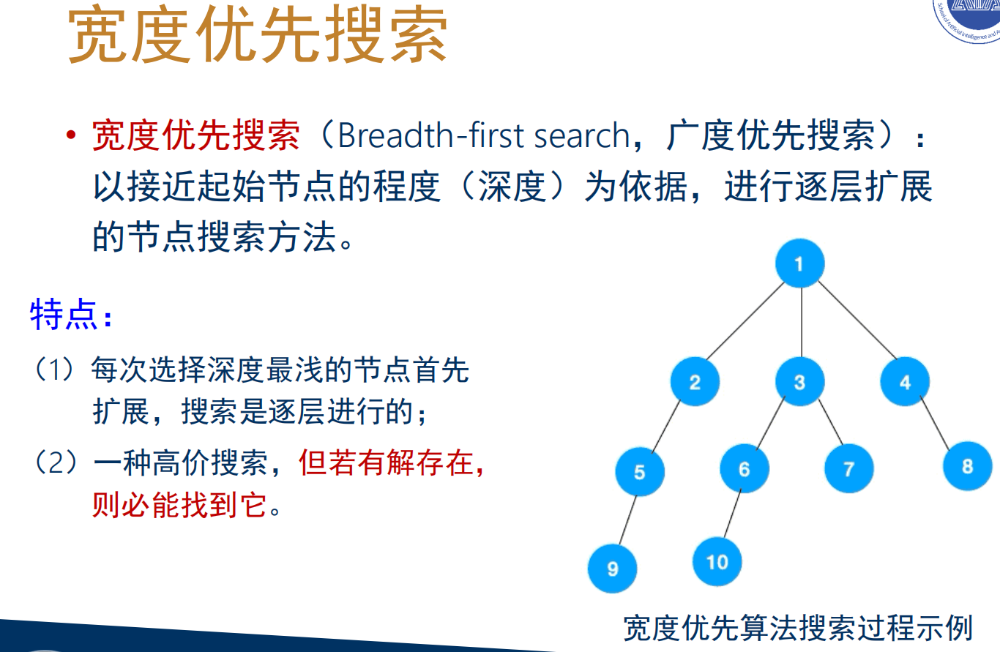 宽度优先搜索
School of Artificial Intelligence and
• 宽度优先搜索（Breadth-first search，广度优先搜索）：
以接近起始节点的程度（深度）为依据，进行逐层扩展
的节点搜索方法。
特点：
（1）每次选择深度最浅的节点首先
扩展，搜索是逐层进行的；
（2）一种高价搜索，但若有解存在，
则必能找到它。
1
2 3 4
5 6 7 8
9 10
宽度优先算法搜索过程示例